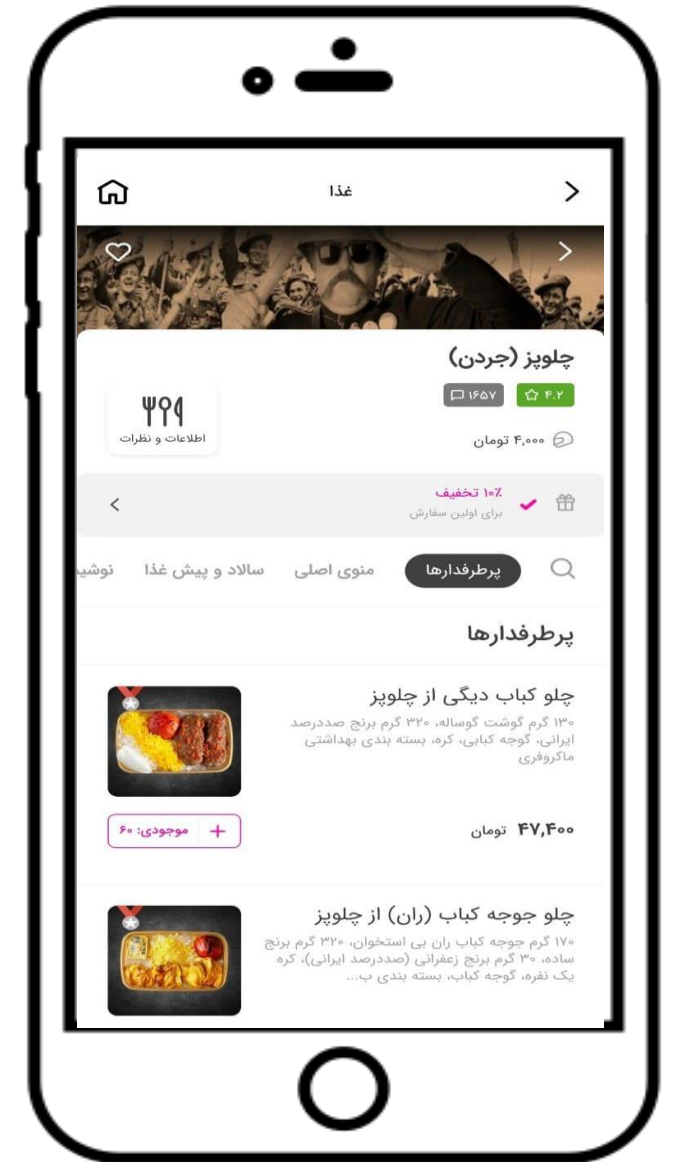 غذا
چلوپز (جردن)
۴.۲ ۱۶۵۷
۴,۰۰۰ تومان
اطلاعات و نظرات
۱۰٪ تخفیف
برای اولین سفارش
پرطرفدارها منوی اصلی سالاد و پیش غذا نوشید
پرطرفدارها
چلو کباب دیگی از چلوپز
۱۳۰ گرم گوشت گوساله، ۳۲۰ گرم برنج صددرصد
ایرانی، گوجه کبابی، کره، بسته بندی بهداشتی
ماکروفری
۴۷,۴۰۰ تومان
موجودی: ۶۰
چلو جوجه کباب (ران) از چلوپز
۱۷۰ گرم جوجه کباب ران بی استخوان، ۳۲۰ گرم برنج
ساده، ۳۰ گرم برنج زعفرانی (صددرصد ایرانی)، کره
یک نفره، گوجه کباب، بسته بندی ب...